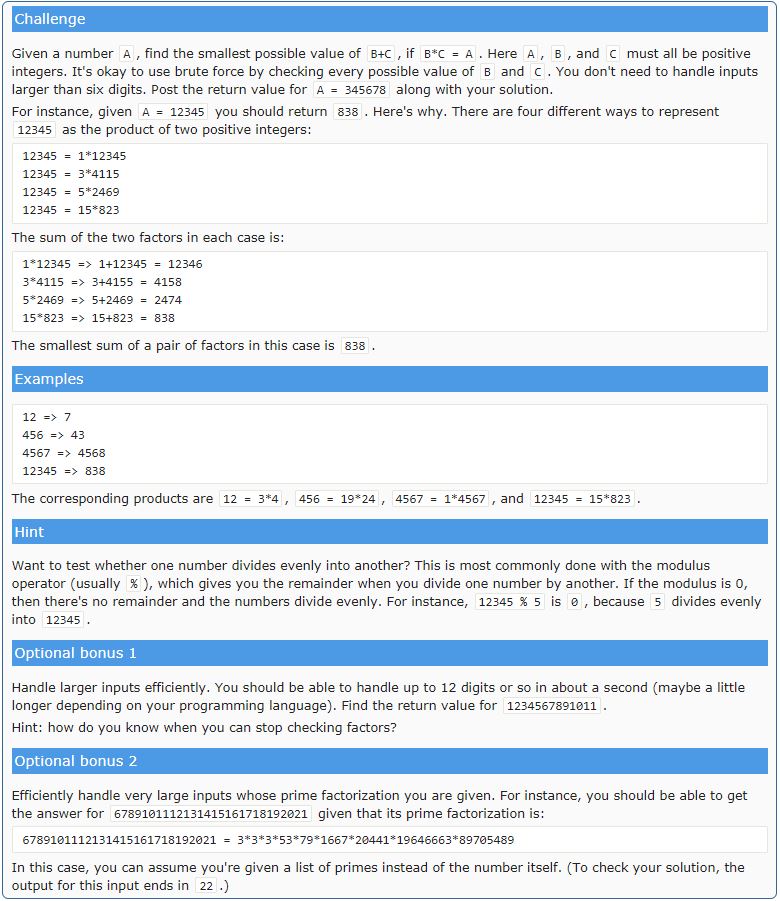 Challenge
Given a number A, find the smallest possible value of B+C, if B*C = A. Here A, B, and C must all be positive
integers. It's okay to use brute force by checking every possible value of B and C. You don't need to handle inputs
larger than six digits. Post the return value for A = 345678 along with your solution.
For instance, given A = 12345 you should return 838. Here's why. There are four different ways to represent
12345 as the product of two positive integers:
12345 = 1*12345
12345 = 3*4115
12345 = 5*2469
12345 = 15*823
The sum of the two factors in each case is:
1*12345 => 1+12345 = 12346
3*4115 => 3+4155 = 4158
5*2469 => 5+2469 = 2474
15*823 => 15+823 = 838
The smallest sum of a pair of factors in this case is 838.
Examples
12 => 7
456 => 43
4567 => 4568
12345 => 838
The corresponding products are 12 = 3*4, 456 = 19*24, 4567 = 1*4567, and 12345 = 15*823.
Hint
Want to test whether one number divides evenly into another? This is most commonly done with the modulus
operator (usually %), which gives you the remainder when you divide one number by another. If the modulus is 0,
then there's no remainder and the numbers divide evenly. For instance, 12345 % 5 is 0, because 5 divides evenly
into 12345.
Optional bonus 1
Handle larger inputs efficiently. You should be able to handle up to 12 digits or so in about a second (maybe a little
longer depending on your programming language). Find the return value for 1234567891011.
Hint: how do you know when you can stop checking factors?
Optional bonus 2
Efficiently handle very large inputs whose prime factorization you are given. For instance, you should be able to get
the answer for 6789101112131415161718192021 given that its prime factorization is:
6789101112131415161718192021 = 3*3*3*53*79*1667*20441*19646663*89705489
In this case, you can assume you're given a list of primes instead of the number itself. (To check your solution, the
output for this input ends in 22.)